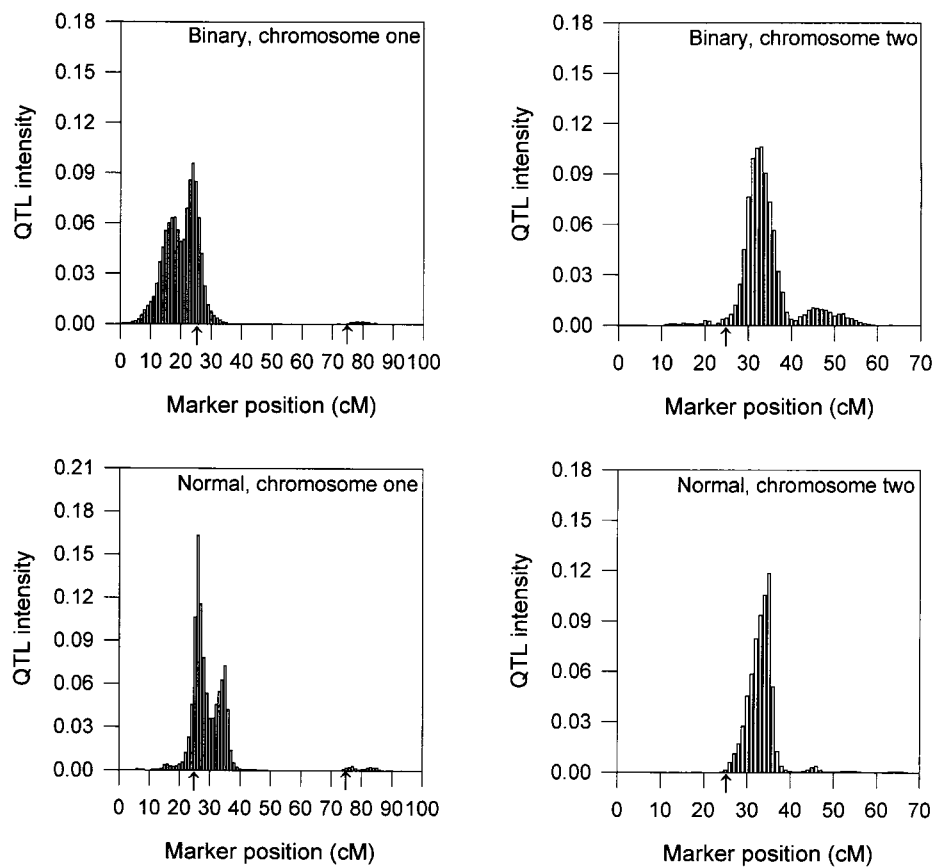 Binary, chromosome one
QTL intensity
0.18
0.15
0.12
0.09
0.06
0.03
0.00
0 10 20 30 40 50 60 70 80 90 100
Marker position (cM)
Binary, chromosome two
QTL intensity
0.18
0.15
0.12
0.09
0.06
0.03
0.00
0 10 20 30 40 50 60 70
Marker position (cM)
Normal, chromosome one
QTL intensity
0.21
0.18
0.15
0.12
0.09
0.06
0.03
0.00
0 10 20 30 40 50 60 70 80 90 100
Marker position (cM)
Normal, chromosome two
QTL intensity
0.18
0.15
0.12
0.09
0.06
0.03
0.00
0 10 20 30 40 50 60 70
Marker position (cM)